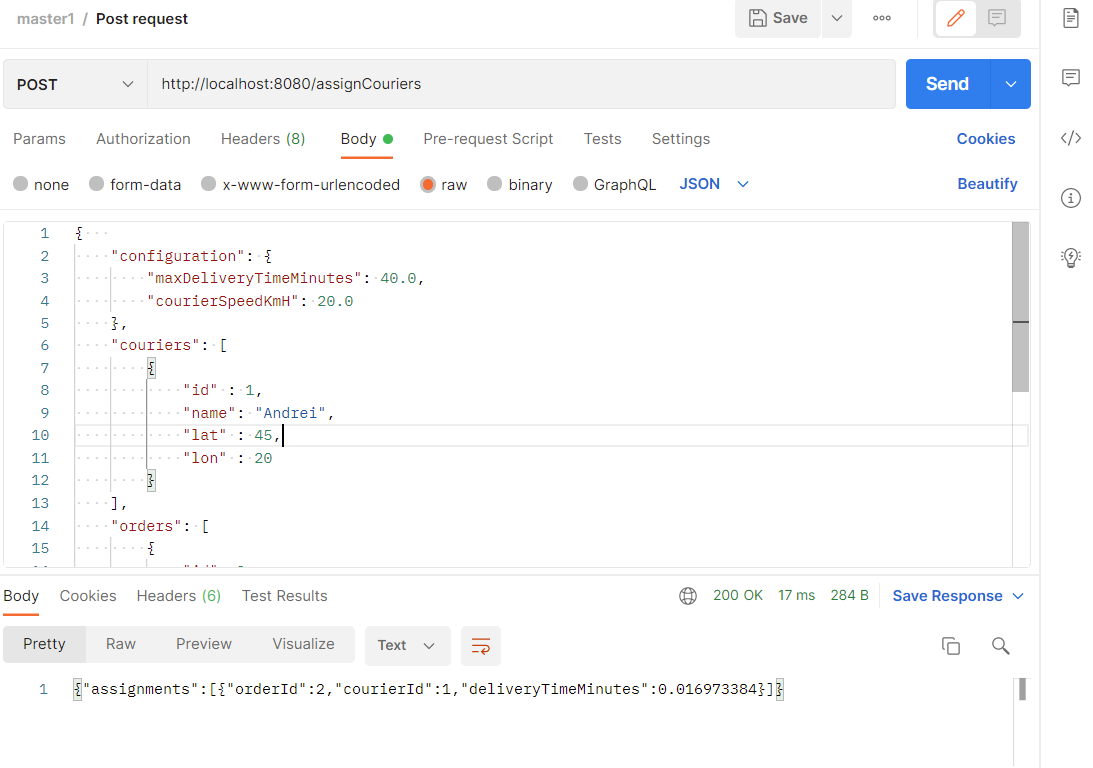 master1 / Post request
Save
POST
http://localhost:8080/assignCouriers
Send
Params Authorization Headers (8) Body Pre-request Script Tests Settings Cookies
none form-data x-www-form-urlencoded raw binary GraphQL JSON Beautify
1 {
2 "configuration": {
3 "maxDeliveryTimeMinutes": 40.0,
4 "courierSpeedKmH": 20.0
5 },
6 "couriers": [
7 {
8 "id" : 1,
9 "name": "Andrei",
10 "lat" : 45,
11 "lon" : 20
12 }
13 ],
14 "orders": [
15 {
Body Cookies Headers (6) Test Results 200 OK 17 ms 284 B Save Response
Pretty Raw Preview Visualize Text
1 {"assignments":[{"orderId":2,"courierId":1,"deliveryTimeMinutes":0.016973384}]}